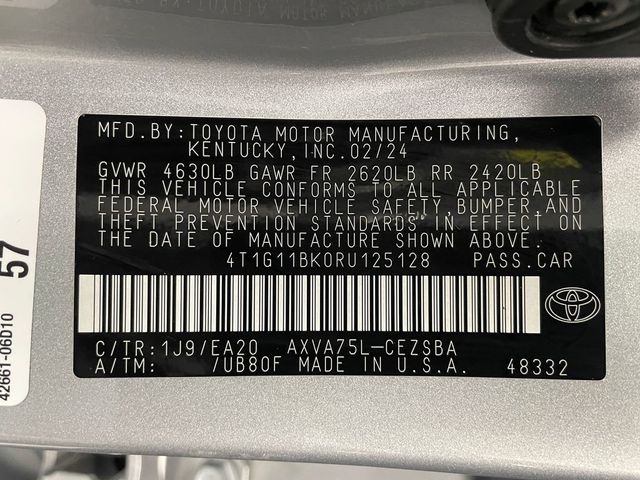 MFD.BY:TOYOTA MOTOR MANUFACTURING,
KENTUCKY,INC.02/24
GVWR 4630LB GAWR FR 2620LB RR 2420LB
THIS VEHICLE CONFORMS TO ALL APPLICABLE
FEDERAL MOTOR VEHICLE SAFETY,BUMPER,AND
THEFT PREVENTION STANDARDS IN EFFECT ON
THE DATE OF MANUFACTURE SHOWN ABOVE.
4T1G11BK0RU125128 PASS.CAR
C/TR:1J9/EA20 AXVA75L-CEZSBA
A/TM: /UB80F MADE IN U.S.A. 48332
57
42661-06D10